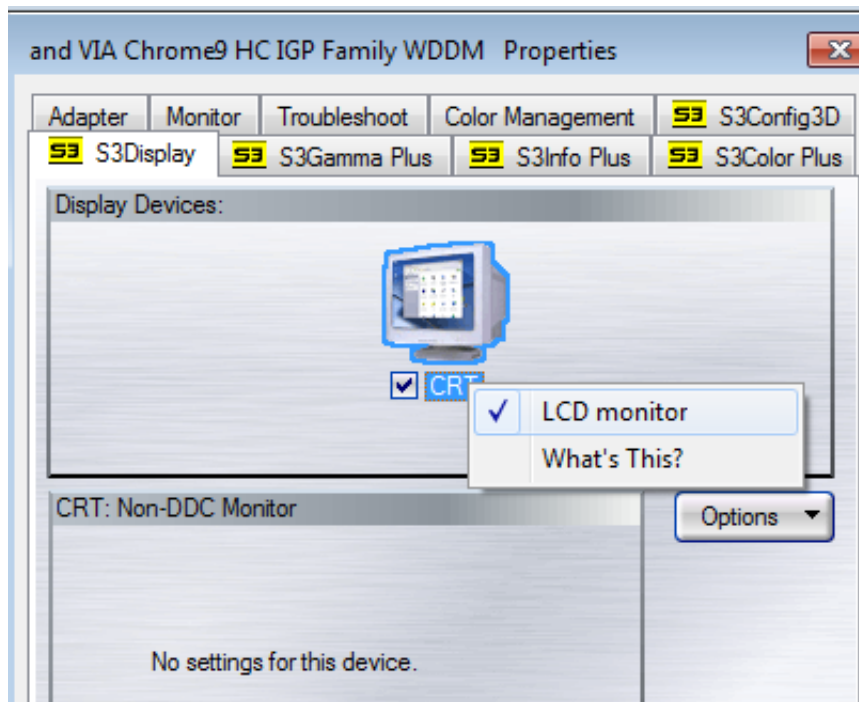 and VIA Chrome9 HC IGP Family WDDM Properties
Adapter Monitor Troubleshoot Color Management S3 S3Config3D
S3 S3Display S3 S3Gamma Plus S3 S3Info Plus S3 S3Color Plus
Display Devices:
CRT
LCD monitor
What's This?
CRT: Non-DDC Monitor
Options
No settings for this device.